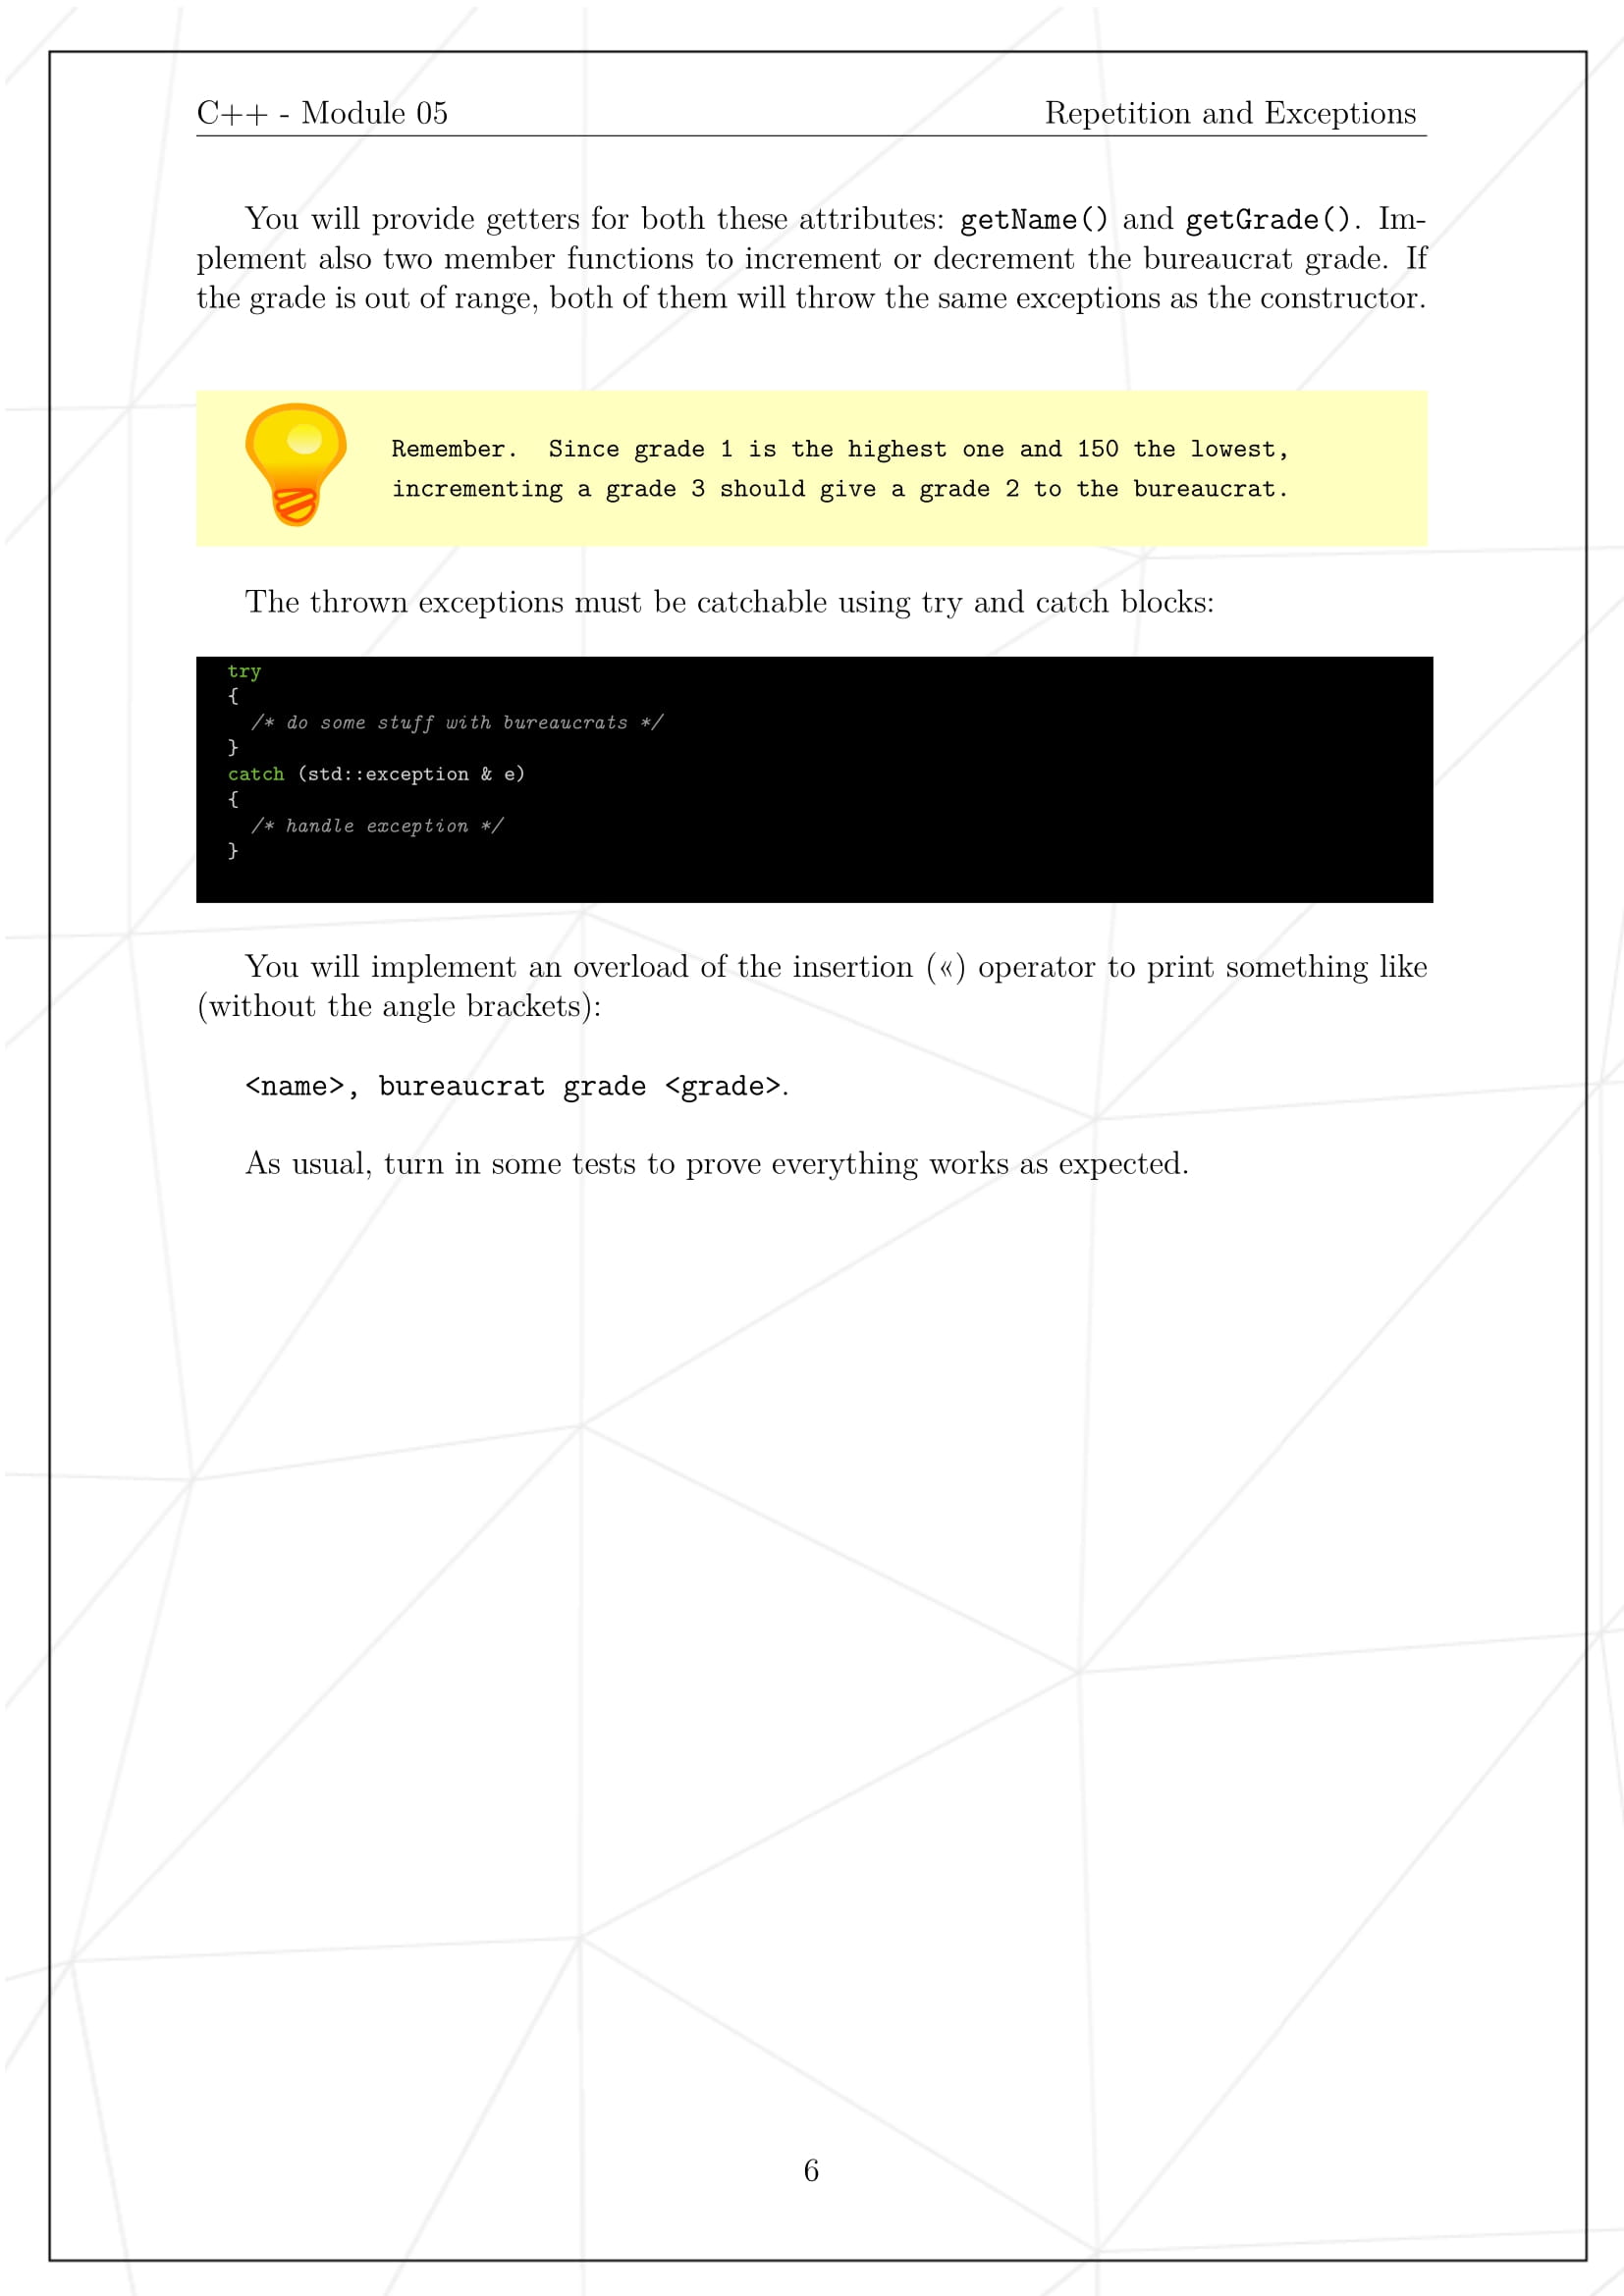 C++ - Module 05 Repetition and Exceptions
You will provide getters for both these attributes: getName() and getGrade(). Im-
plement also two member functions to increment or decrement the bureaucrat grade. If
the grade is out of range, both of them will throw the same exceptions as the constructor.
Remember. Since grade 1 is the highest one and 150 the lowest,
incrementing a grade 3 should give a grade 2 to the bureaucrat.
The thrown exceptions must be catchable using try and catch blocks:
try
{
/* do some stuff with bureaucrats */
}
catch (std::exception & e)
{
/* handle exception */
}
You will implement an overload of the insertion («) operator to print something like
(without the angle brackets):
<name>, bureaucrat grade <grade>.
As usual, turn in some tests to prove everything works as expected.
6